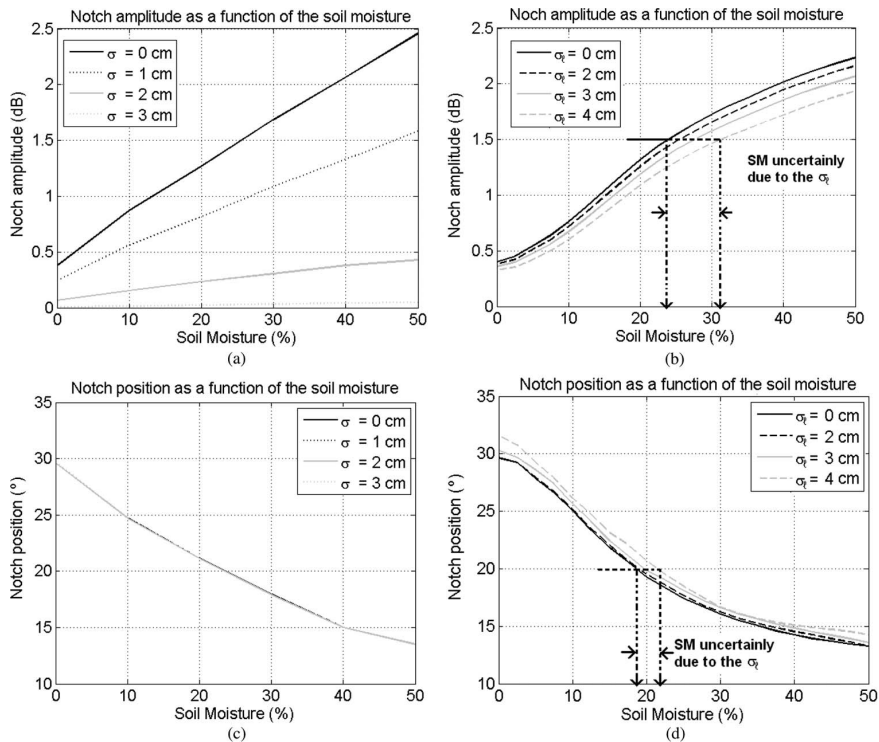 Notch amplitude as a function of the soil moisture
2.5
2
1.5
1
0.5
0
Noch amplitude (dB)
σ = 0 cm
σ = 1 cm
σ = 2 cm
σ = 3 cm
0 10 20 30 40 50
Soil Moisture (%)
(a)
Noch amplitude as a function of the soil moisture
2.5
2
1.5
1
0.5
0
Noch amplitude (dB)
σℓ = 0 cm
σℓ = 2 cm
σℓ = 3 cm
σℓ = 4 cm
SM uncertainly
due to the σℓ
0 10 20 30 40 50
Soil Moisture (%)
(b)
Notch position as a function of the soil moisture
35
30
25
20
15
10
Notch position (°)
σ = 0 cm
σ = 1 cm
σ = 2 cm
σ = 3 cm
0 10 20 30 40 50
Soil Moisture (%)
(c)
Notch position as a function of the soil moisture
35
30
25
20
15
10
Notch position (°)
σℓ = 0 cm
σℓ = 2 cm
σℓ = 3 cm
σℓ = 4 cm
SM uncertainly
due to the σℓ
0 10 20 30 40 50
Soil Moisture (%)
(d)